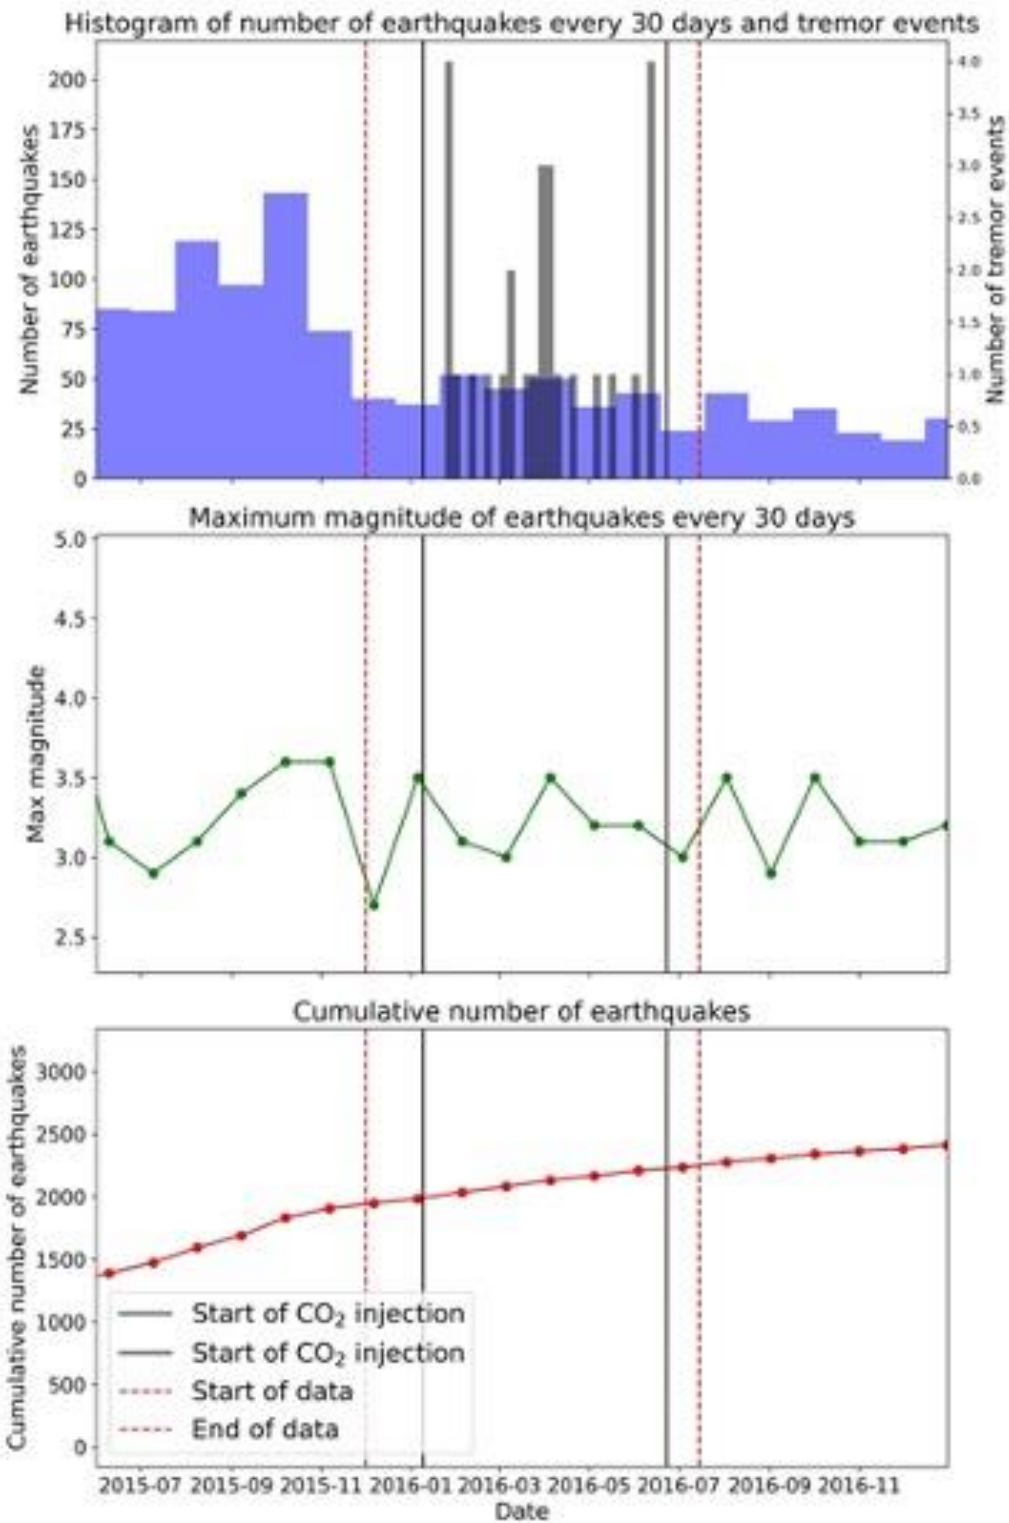 Histogram of number of earthquakes every 30 days and tremor events
Number of earthquakes
200
175
150
125
100
75
50
25
0
4.0
3.5
3.0
2.5
2.0
1.5
1.0
0.5
0.0
Number of tremor events
Maximum magnitude of earthquakes every 30 days
Max magnitude
5.0
4.5
4.0
3.5
3.0
2.5
Cumulative number of earthquakes
Cumulative number of earthquakes
3000
2500
2000
1500
1000
500
0
Start of CO₂ injection
Start of CO₂ injection
Start of data
End of data
2015-07 2015-09 2015-11 2016-01 2016-03 2016-05 2016-07 2016-09 2016-11
Date